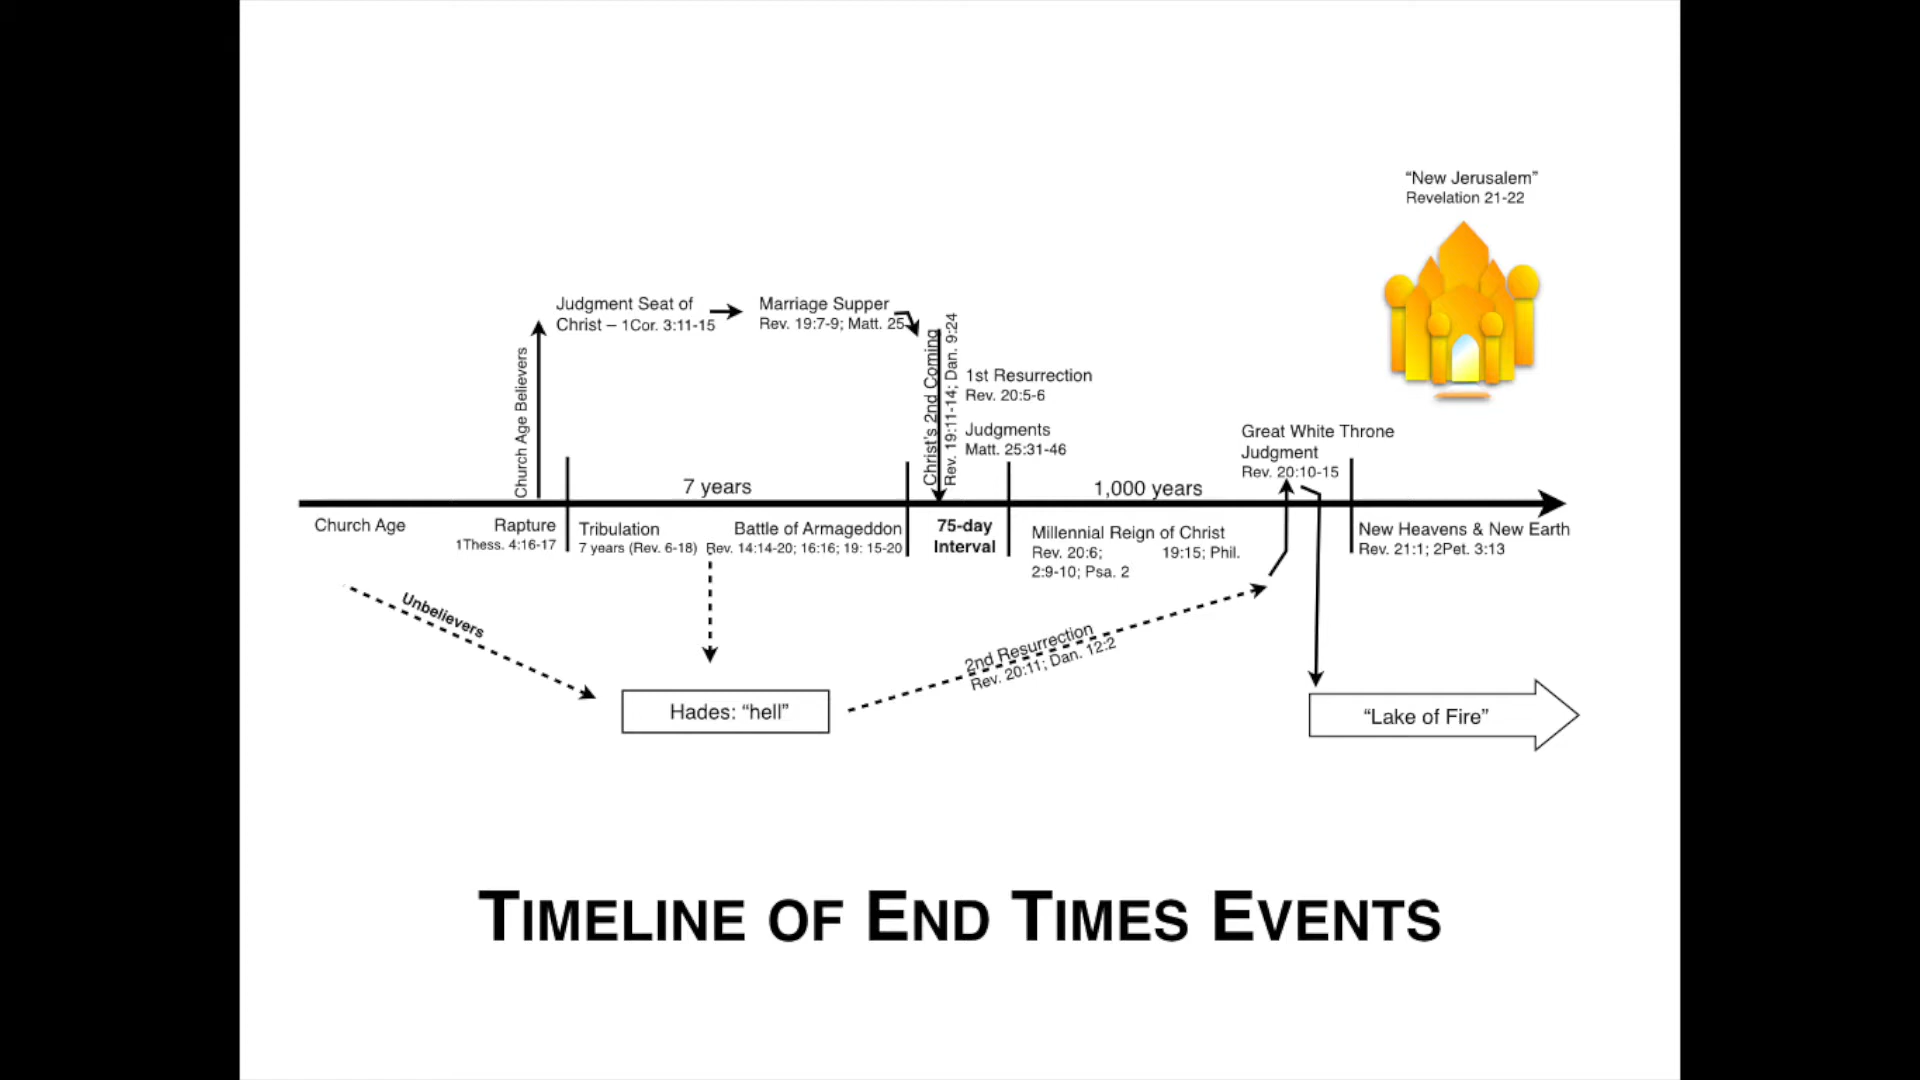 “New Jerusalem”
Revelation 21-22
Judgment Seat of
Christ – 1Cor. 3:11-15
Marriage Supper
Rev. 19:7-9; Matt. 25
Church Age Believers
Christ's 2nd Coming
Rev. 19:11-14; Dan. 9:24
1st Resurrection
Rev. 20:5-6
Judgments
Matt. 25:31-46
Great White Throne
Judgment
Rev. 20:10-15
7 years
1,000 years
Church Age
Rapture
1Thess. 4:16-17
Tribulation
7 years (Rev. 6-18)
Battle of Armageddon
Rev. 14:14-20; 16:16; 19: 15-20
75-day
Interval
Millennial Reign of Christ
Rev. 20:6; 19:15; Phil.
2:9-10; Psa. 2
New Heavens & New Earth
Rev. 21:1; 2Pet. 3:13
Unbelievers
2nd Resurrection
Rev. 20:11; Dan. 12:2
Hades: “hell”
“Lake of Fire”
TIMELINE OF END TIMES EVENTS